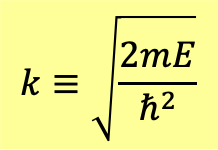 k ≡ √(2mE/ħ²)